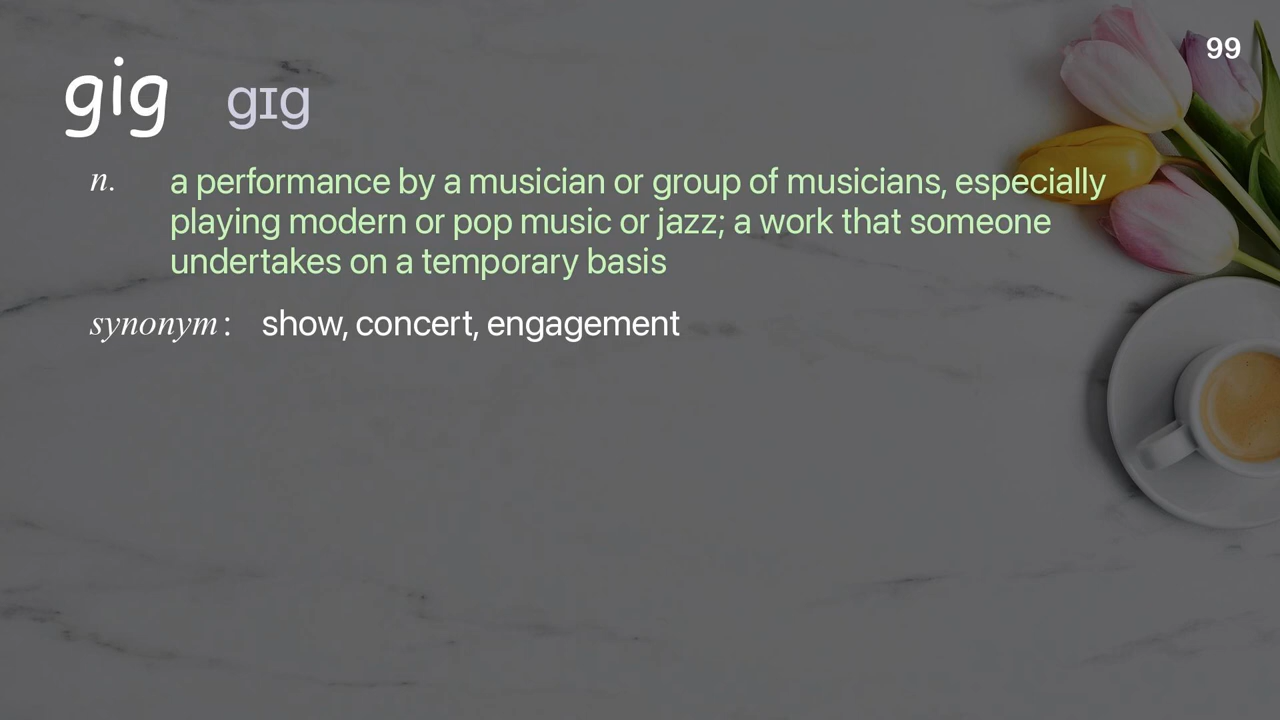 99
gig gɪg
n. a performance by a musician or group of musicians, especially
playing modern or pop music or jazz; a work that someone
undertakes on a temporary basis
synonym: show, concert, engagement